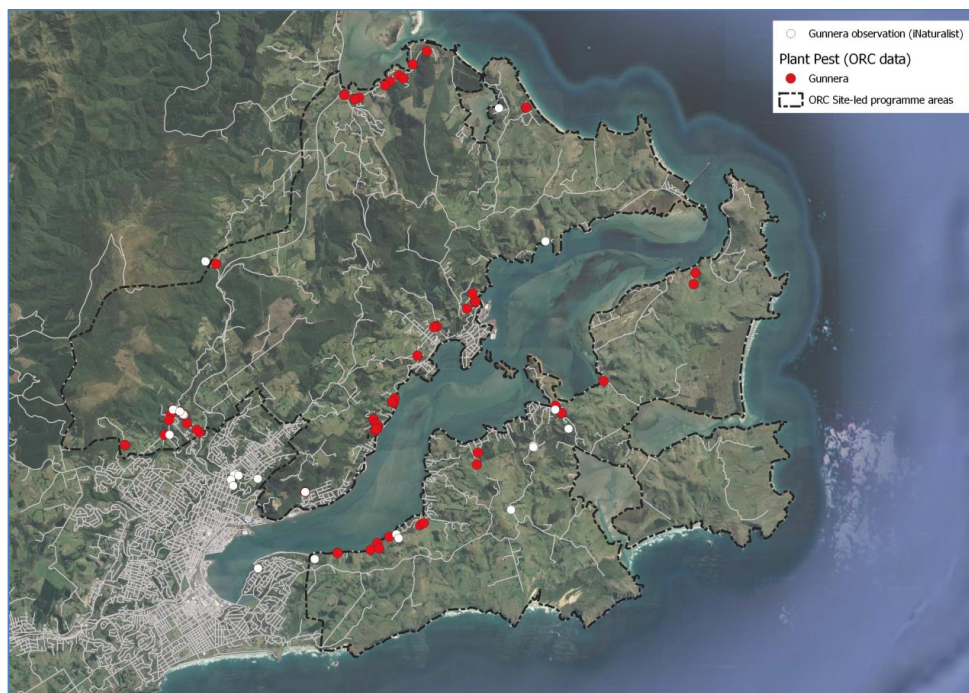 Gunnera observation (iNaturalist)
Plant Pest (ORC data)
Gunnera
ORC Site-led programme areas